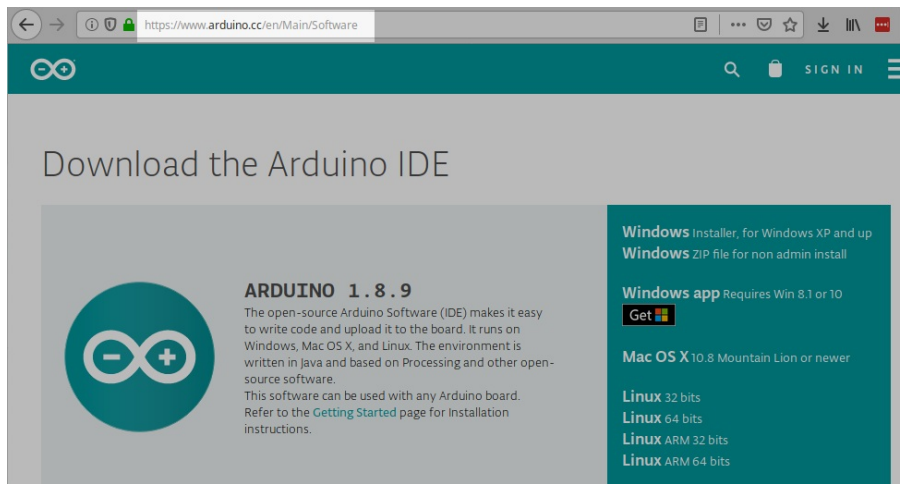 https://www.arduino.cc/en/Main/Software
SIGN IN
Download the Arduino IDE
ARDUINO 1.8.9
The open-source Arduino Software (IDE) makes it easy
to write code and upload it to the board. It runs on
Windows, Mac OS X, and Linux. The environment is
written in Java and based on Processing and other open-
source software.
This software can be used with any Arduino board.
Refer to the Getting Started page for Installation
instructions.
Windows Installer, for Windows XP and up
Windows ZIP file for non admin install
Windows app Requires Win 8.1 or 10
Get
Mac OS X 10.8 Mountain Lion or newer
Linux 32 bits
Linux 64 bits
Linux ARM 32 bits
Linux ARM 64 bits